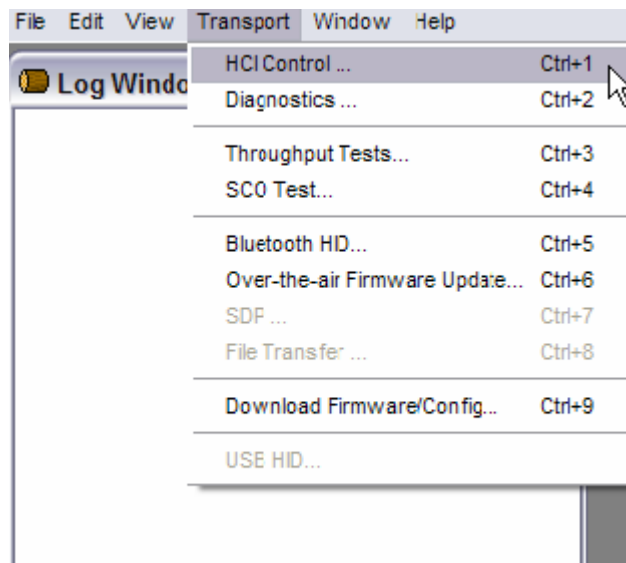 File Edit View Transport Window Help
Log Windo
HCI Control ... Ctrl+1
Diagnostics ... Ctrl+2
Throughput Tests... Ctrl+3
SCO Test... Ctrl+4
Bluetooth HID... Ctrl+5
Over-the-air Firmware Update... Ctrl+6
SDP ... Ctrl+7
File Transfer ... Ctrl+8
Download Firmware/Config... Ctrl+9
USB HID...